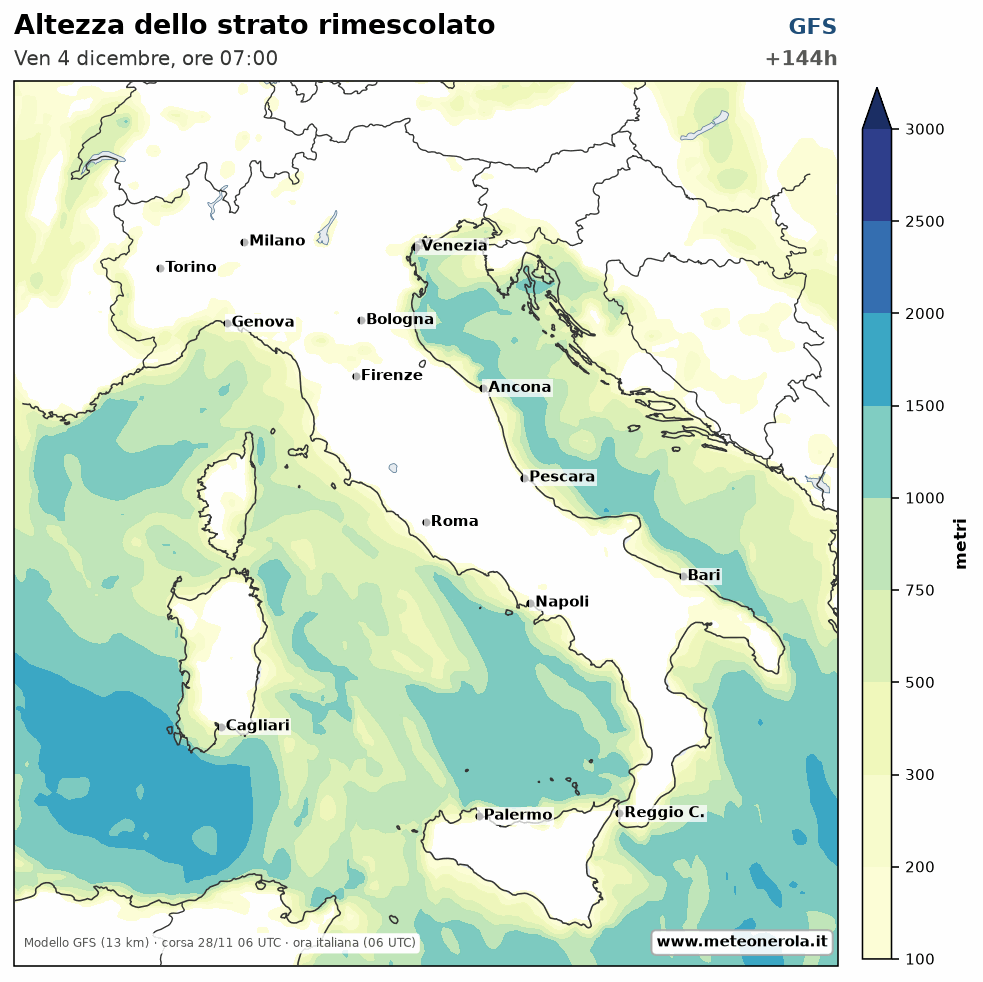 Altezza dello strato rimescolato
GFS
Ven 4 dicembre, ore 07:00
+144h
Milano
Venezia
Torino
Genova
Bologna
Firenze
Ancona
Pescara
Roma
Bari
Napoli
Cagliari
Palermo
Reggio C.
3000
2500
2000
1500
1000
750
500
300
200
100
metri
Modello GFS (13 km) · corsa 28/11 06 UTC · ora italiana (06 UTC)
www.meteonerola.it